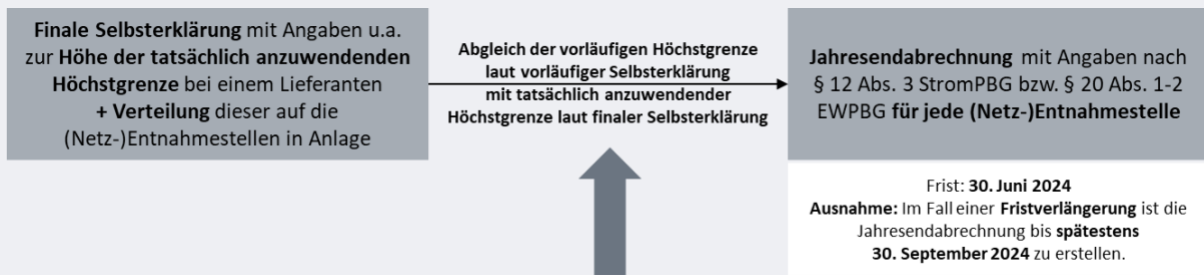 Finale Selbsterklärung mit Angaben u.a.
zur Höhe der tatsächlich anzuwendenden
Höchstgrenze bei einem Lieferanten
+ Verteilung dieser auf die
(Netz-)Entnahmestellen in Anlage
Abgleich der vorläufigen Höchstgrenze
laut vorläufiger Selbsterklärung
mit tatsächlich anzuwendender
Höchstgrenze laut finaler Selbsterklärung
Jahresendabrechnung mit Angaben nach
§ 12 Abs. 3 StromPBG bzw. § 20 Abs. 1-2
EWPBG für jede (Netz-)Entnahmestelle
Frist: 30. Juni 2024
Ausnahme: Im Fall einer Fristverlängerung ist die
Jahresendabrechnung bis spätestens
30. September 2024 zu erstellen.